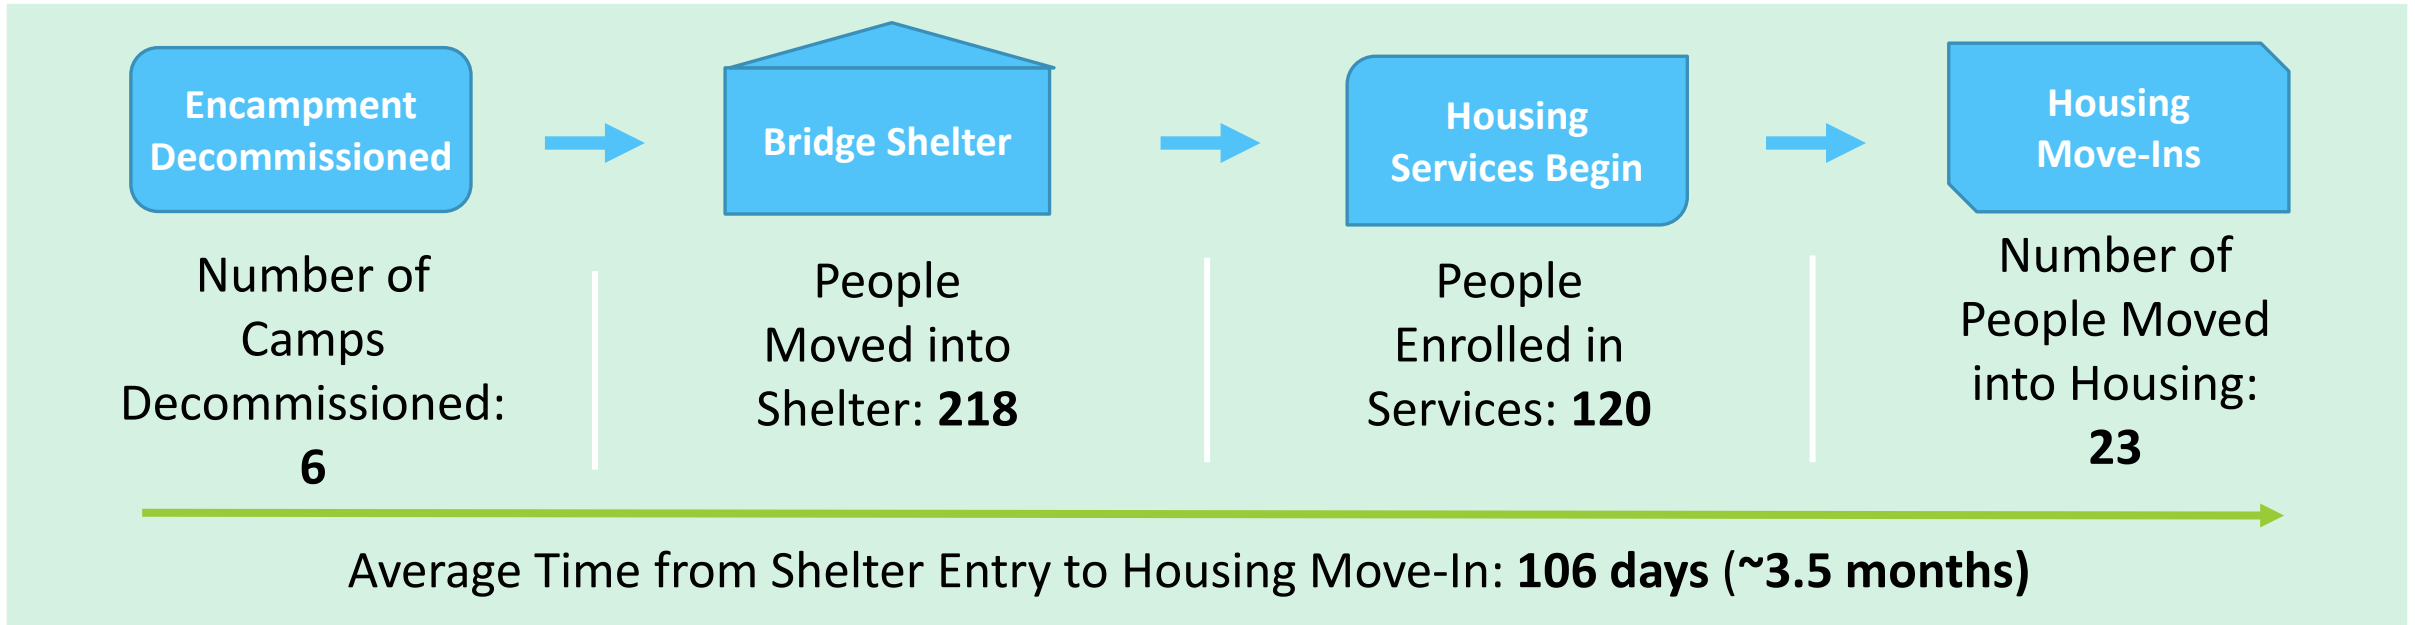 Encampment
Decommissioned
Bridge Shelter
Housing
Services Begin
Housing
Move-Ins
Number of
Camps
Decommissioned:
6
People
Moved into
Shelter: 218
People
Enrolled in
Services: 120
Number of
People Moved
into Housing:
23
Average Time from Shelter Entry to Housing Move-In: 106 days (~3.5 months)